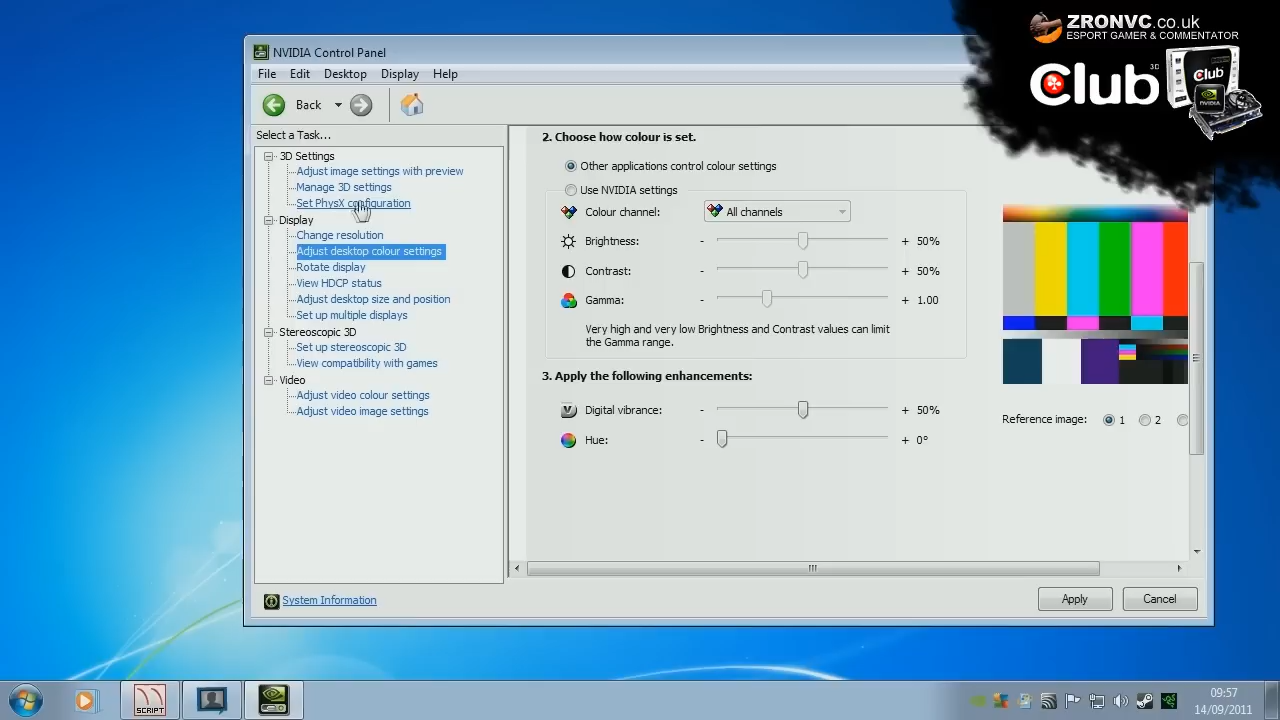 ZRONVC.co.uk
ESPORT GAMER & COMMENTATOR
Club 3D
Club
NVIDIA
NVIDIA Control Panel
File Edit Desktop Display Help
Back
Select a Task...
3D Settings
Adjust image settings with preview
Manage 3D settings
Set PhysX configuration
Display
Change resolution
Adjust desktop colour settings
Rotate display
View HDCP status
Adjust desktop size and position
Set up multiple displays
Stereoscopic 3D
Set up stereoscopic 3D
View compatibility with games
Video
Adjust video colour settings
Adjust video image settings
System Information
2. Choose how colour is set.
Other applications control colour settings
Use NVIDIA settings
Colour channel: All channels
Brightness: - + 50%
Contrast: - + 50%
Gamma: - + 1.00
Very high and very low Brightness and Contrast values can limit
the Gamma range.
3. Apply the following enhancements:
Digital vibrance: - + 50%
Hue: - + 0°
Reference image: 1 2
Apply Cancel
SCRIPT
09:57
14/09/2011